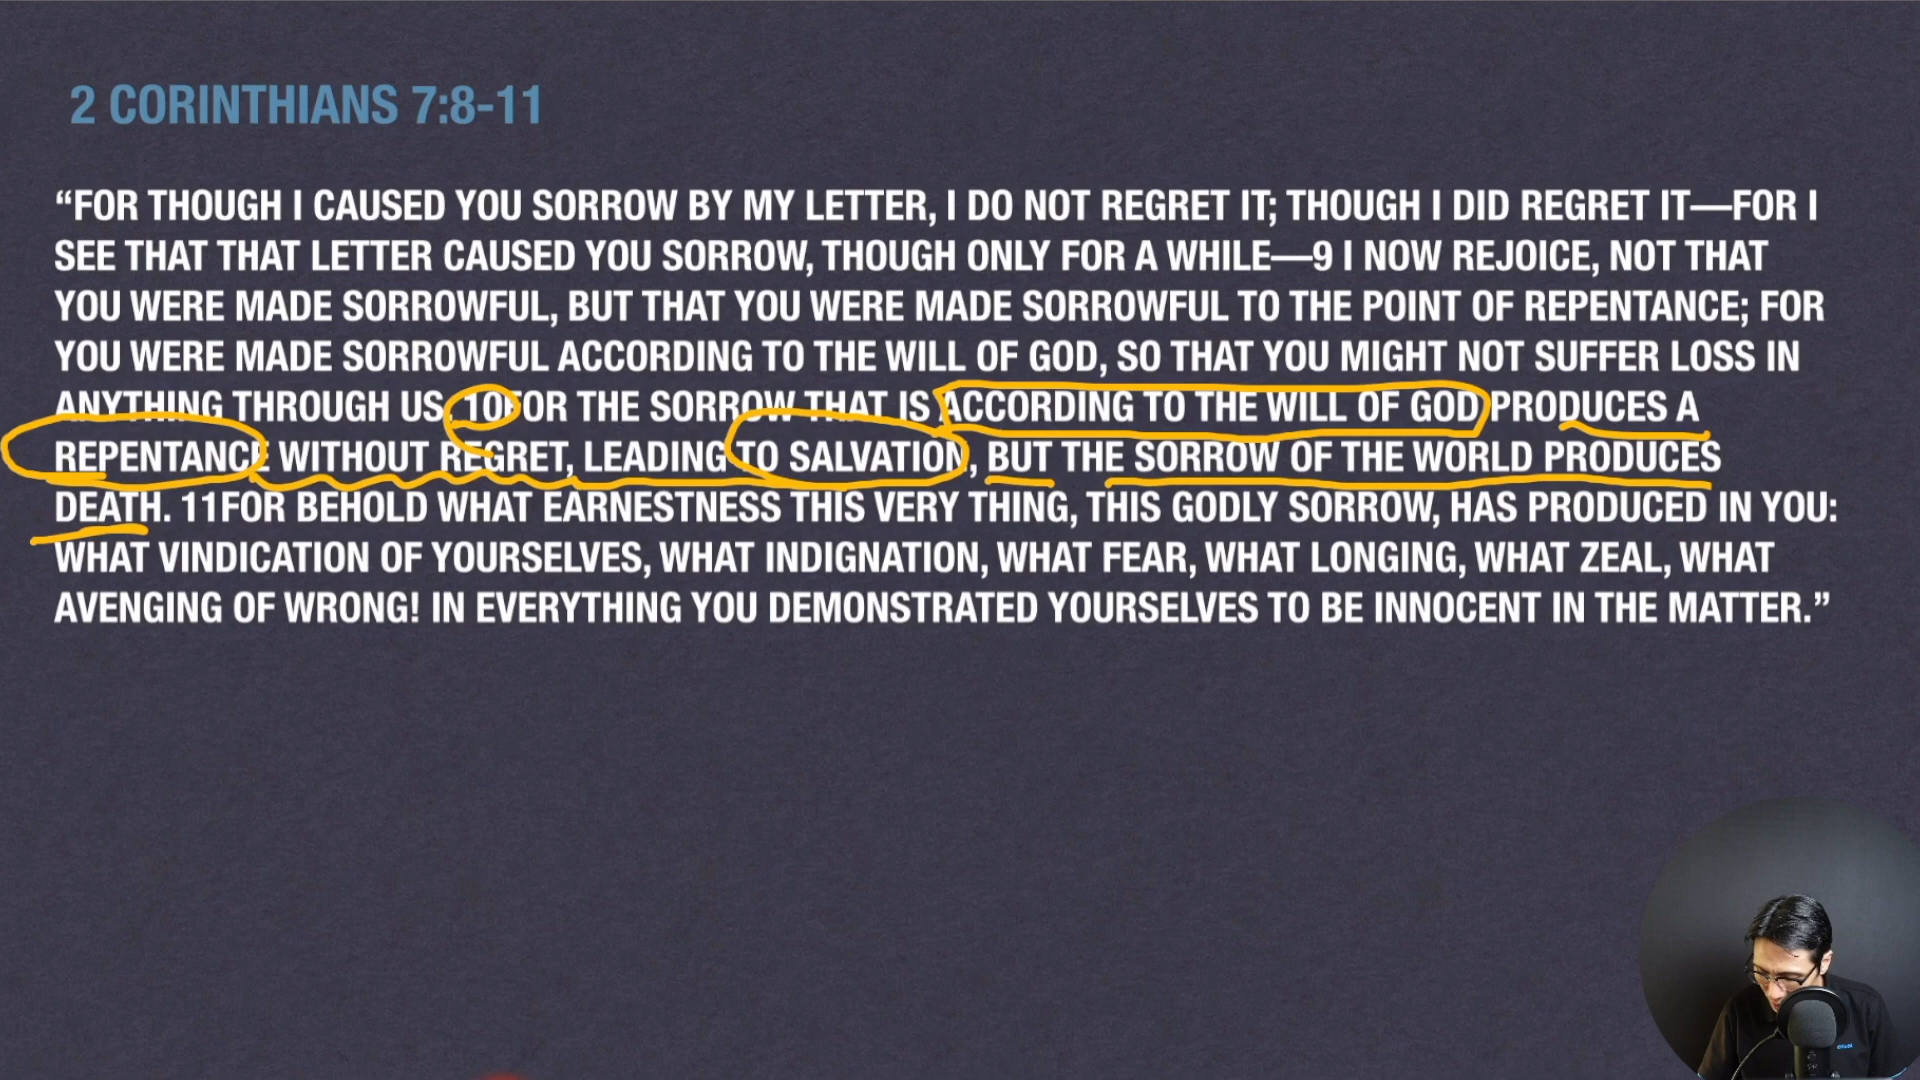 2 CORINTHIANS 7:8-11
“FOR THOUGH I CAUSED YOU SORROW BY MY LETTER, I DO NOT REGRET IT; THOUGH I DID REGRET IT—FOR I
SEE THAT THAT LETTER CAUSED YOU SORROW, THOUGH ONLY FOR A WHILE—9 I NOW REJOICE, NOT THAT
YOU WERE MADE SORROWFUL, BUT THAT YOU WERE MADE SORROWFUL TO THE POINT OF REPENTANCE; FOR
YOU WERE MADE SORROWFUL ACCORDING TO THE WILL OF GOD, SO THAT YOU MIGHT NOT SUFFER LOSS IN
ANYTHING THROUGH US. 10FOR THE SORROW THAT IS ACCORDING TO THE WILL OF GOD PRODUCES A
REPENTANCE WITHOUT REGRET, LEADING TO SALVATION, BUT THE SORROW OF THE WORLD PRODUCES
DEATH. 11FOR BEHOLD WHAT EARNESTNESS THIS VERY THING, THIS GODLY SORROW, HAS PRODUCED IN YOU:
WHAT VINDICATION OF YOURSELVES, WHAT INDIGNATION, WHAT FEAR, WHAT LONGING, WHAT ZEAL, WHAT
AVENGING OF WRONG! IN EVERYTHING YOU DEMONSTRATED YOURSELVES TO BE INNOCENT IN THE MATTER.”